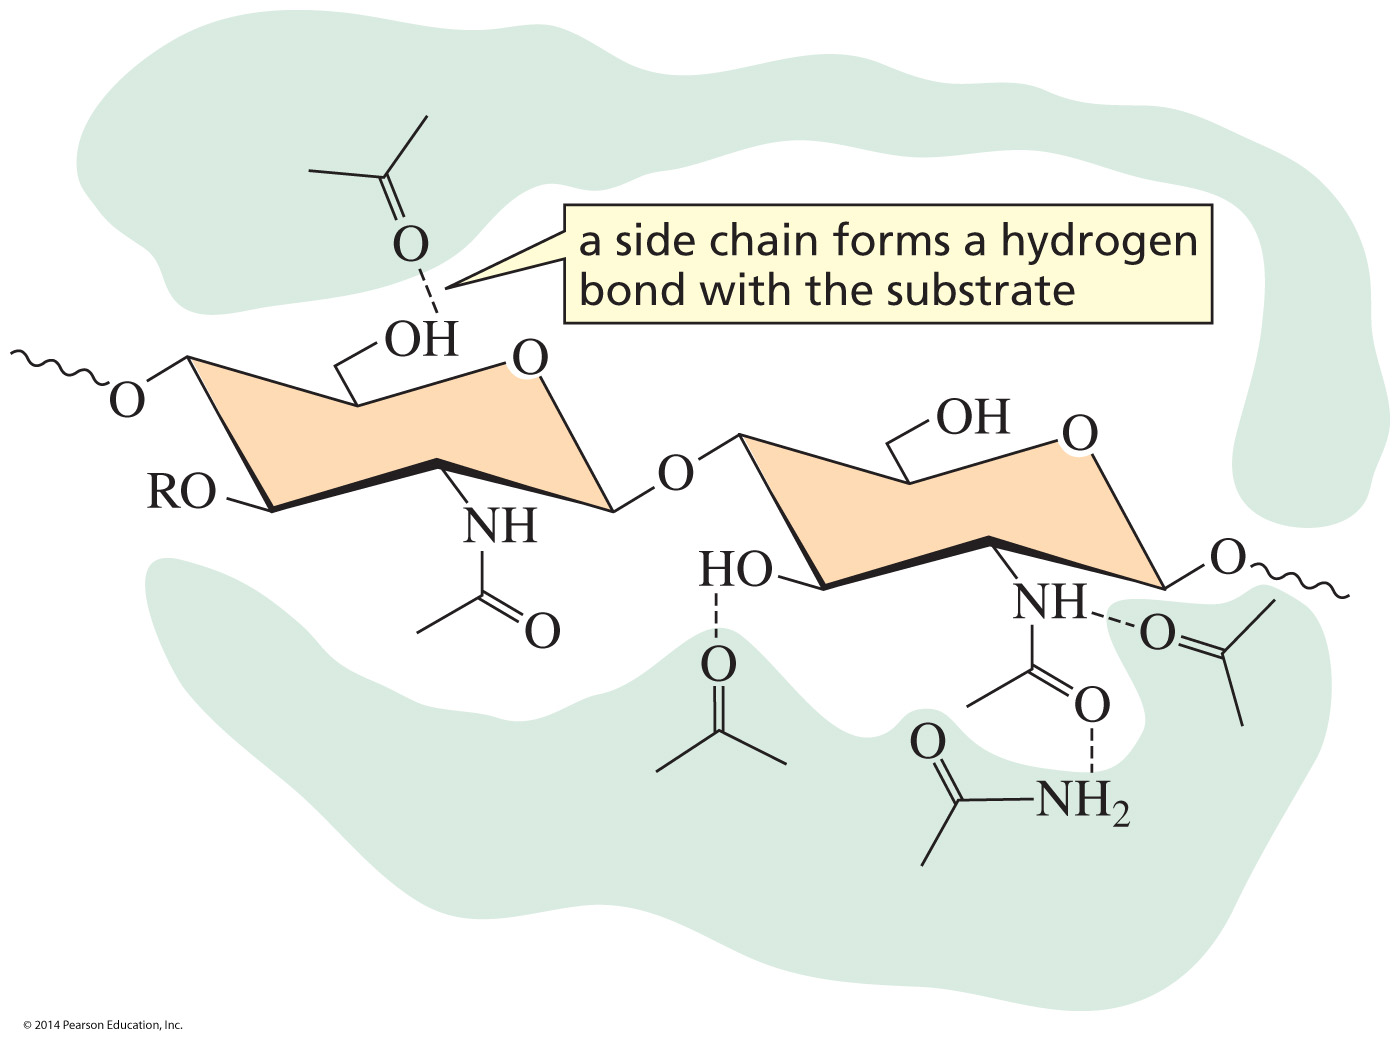 O
a side chain forms a hydrogen
bond with the substrate
OH
O
O
OH
O
O
RO
NH
O
HO
O
NH
O
O
O
O
NH₂
© 2014 Pearson Education, Inc.